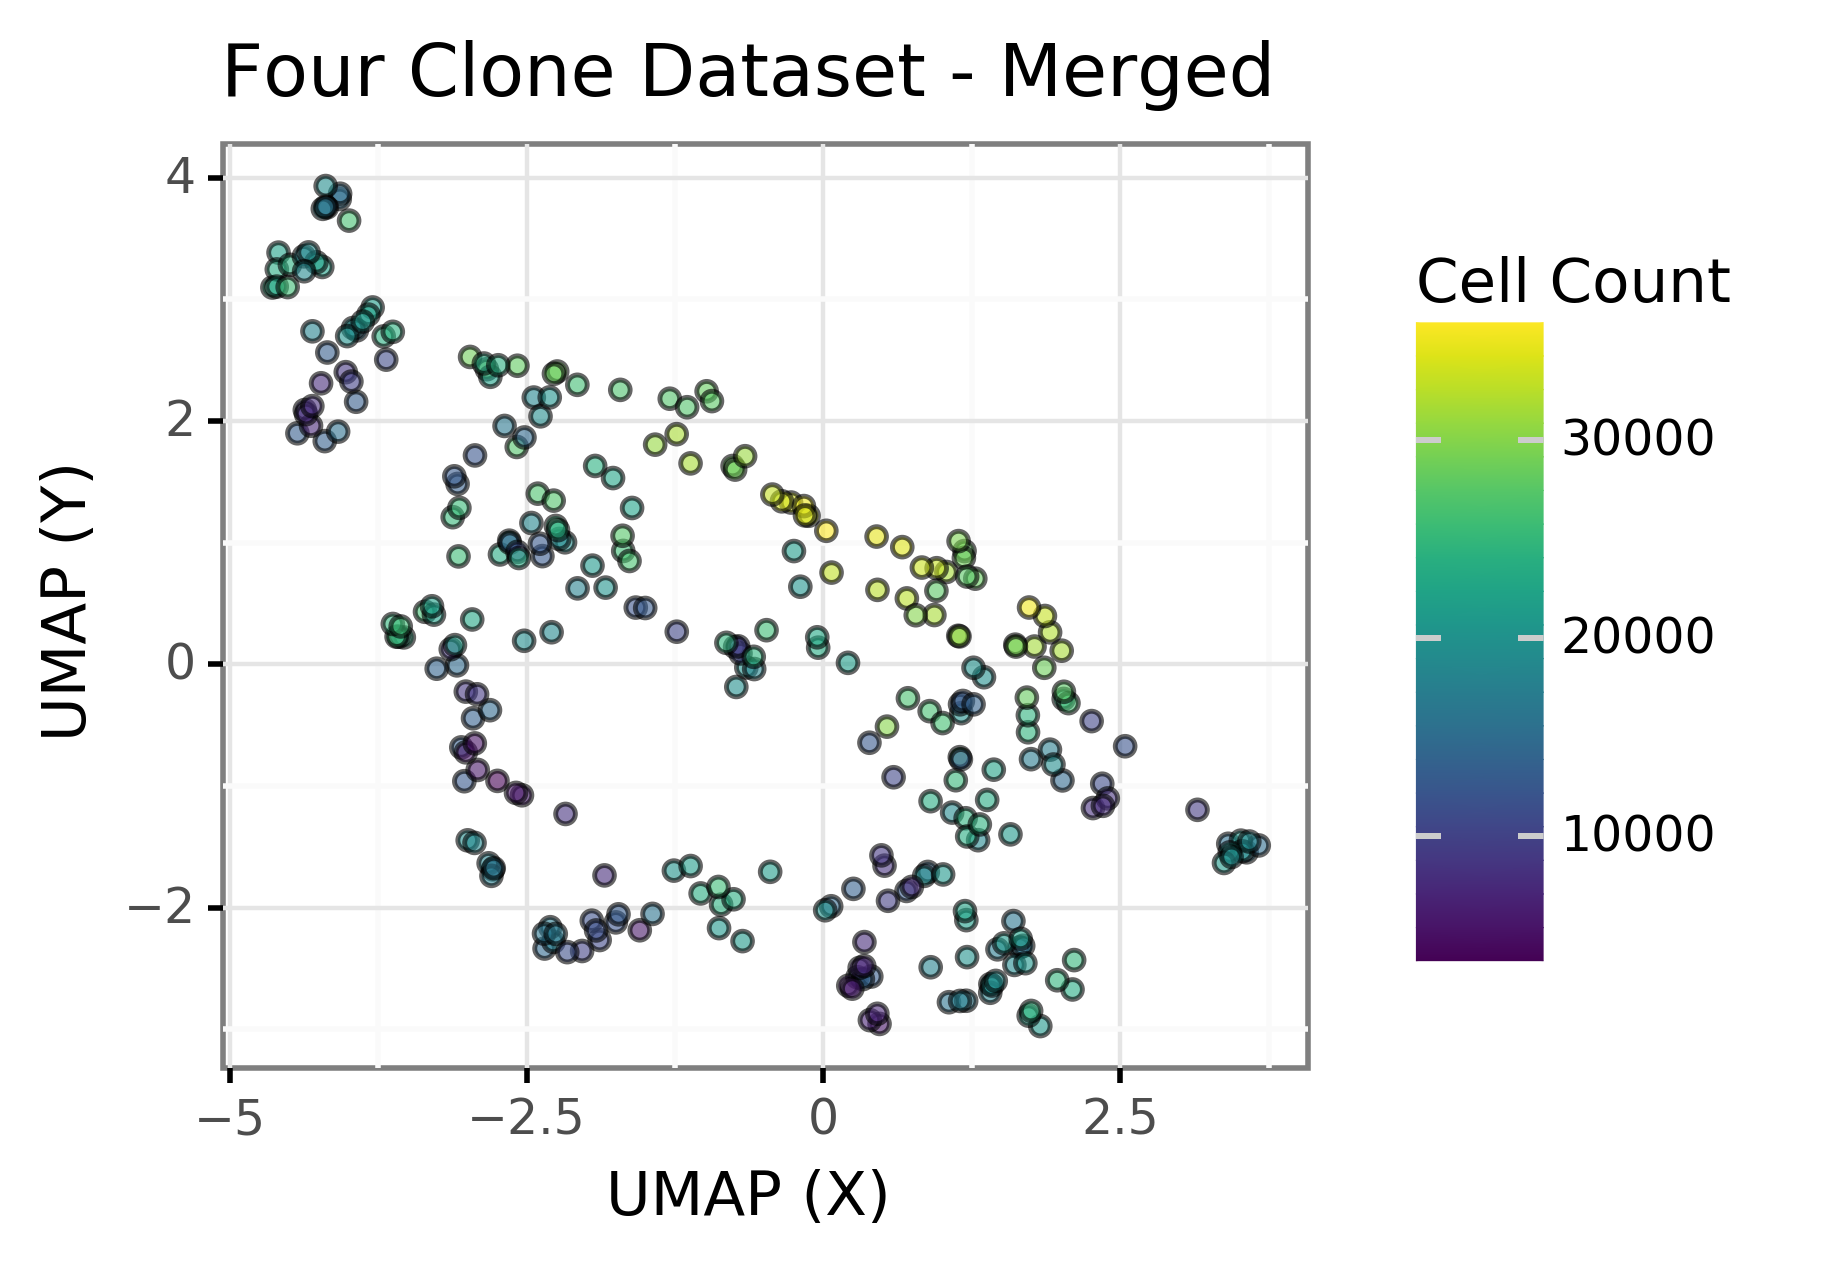 Four Clone Dataset - Merged
4
2
0
−2
−5
−2.5
0
2.5
UMAP (X)
UMAP (Y)
Cell Count
30000
20000
10000